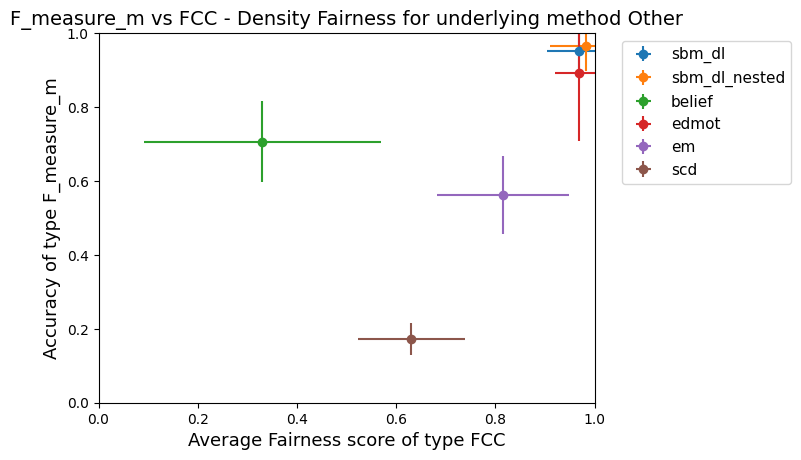 F_measure_m vs FCC - Density Fairness for underlying method Other
1.0
0.8
0.6
0.4
0.2
0.0
Accuracy of type F_measure_m
0.0 0.2 0.4 0.6 0.8 1.0
Average Fairness score of type FCC
sbm_dl
sbm_dl_nested
belief
edmot
em
scd